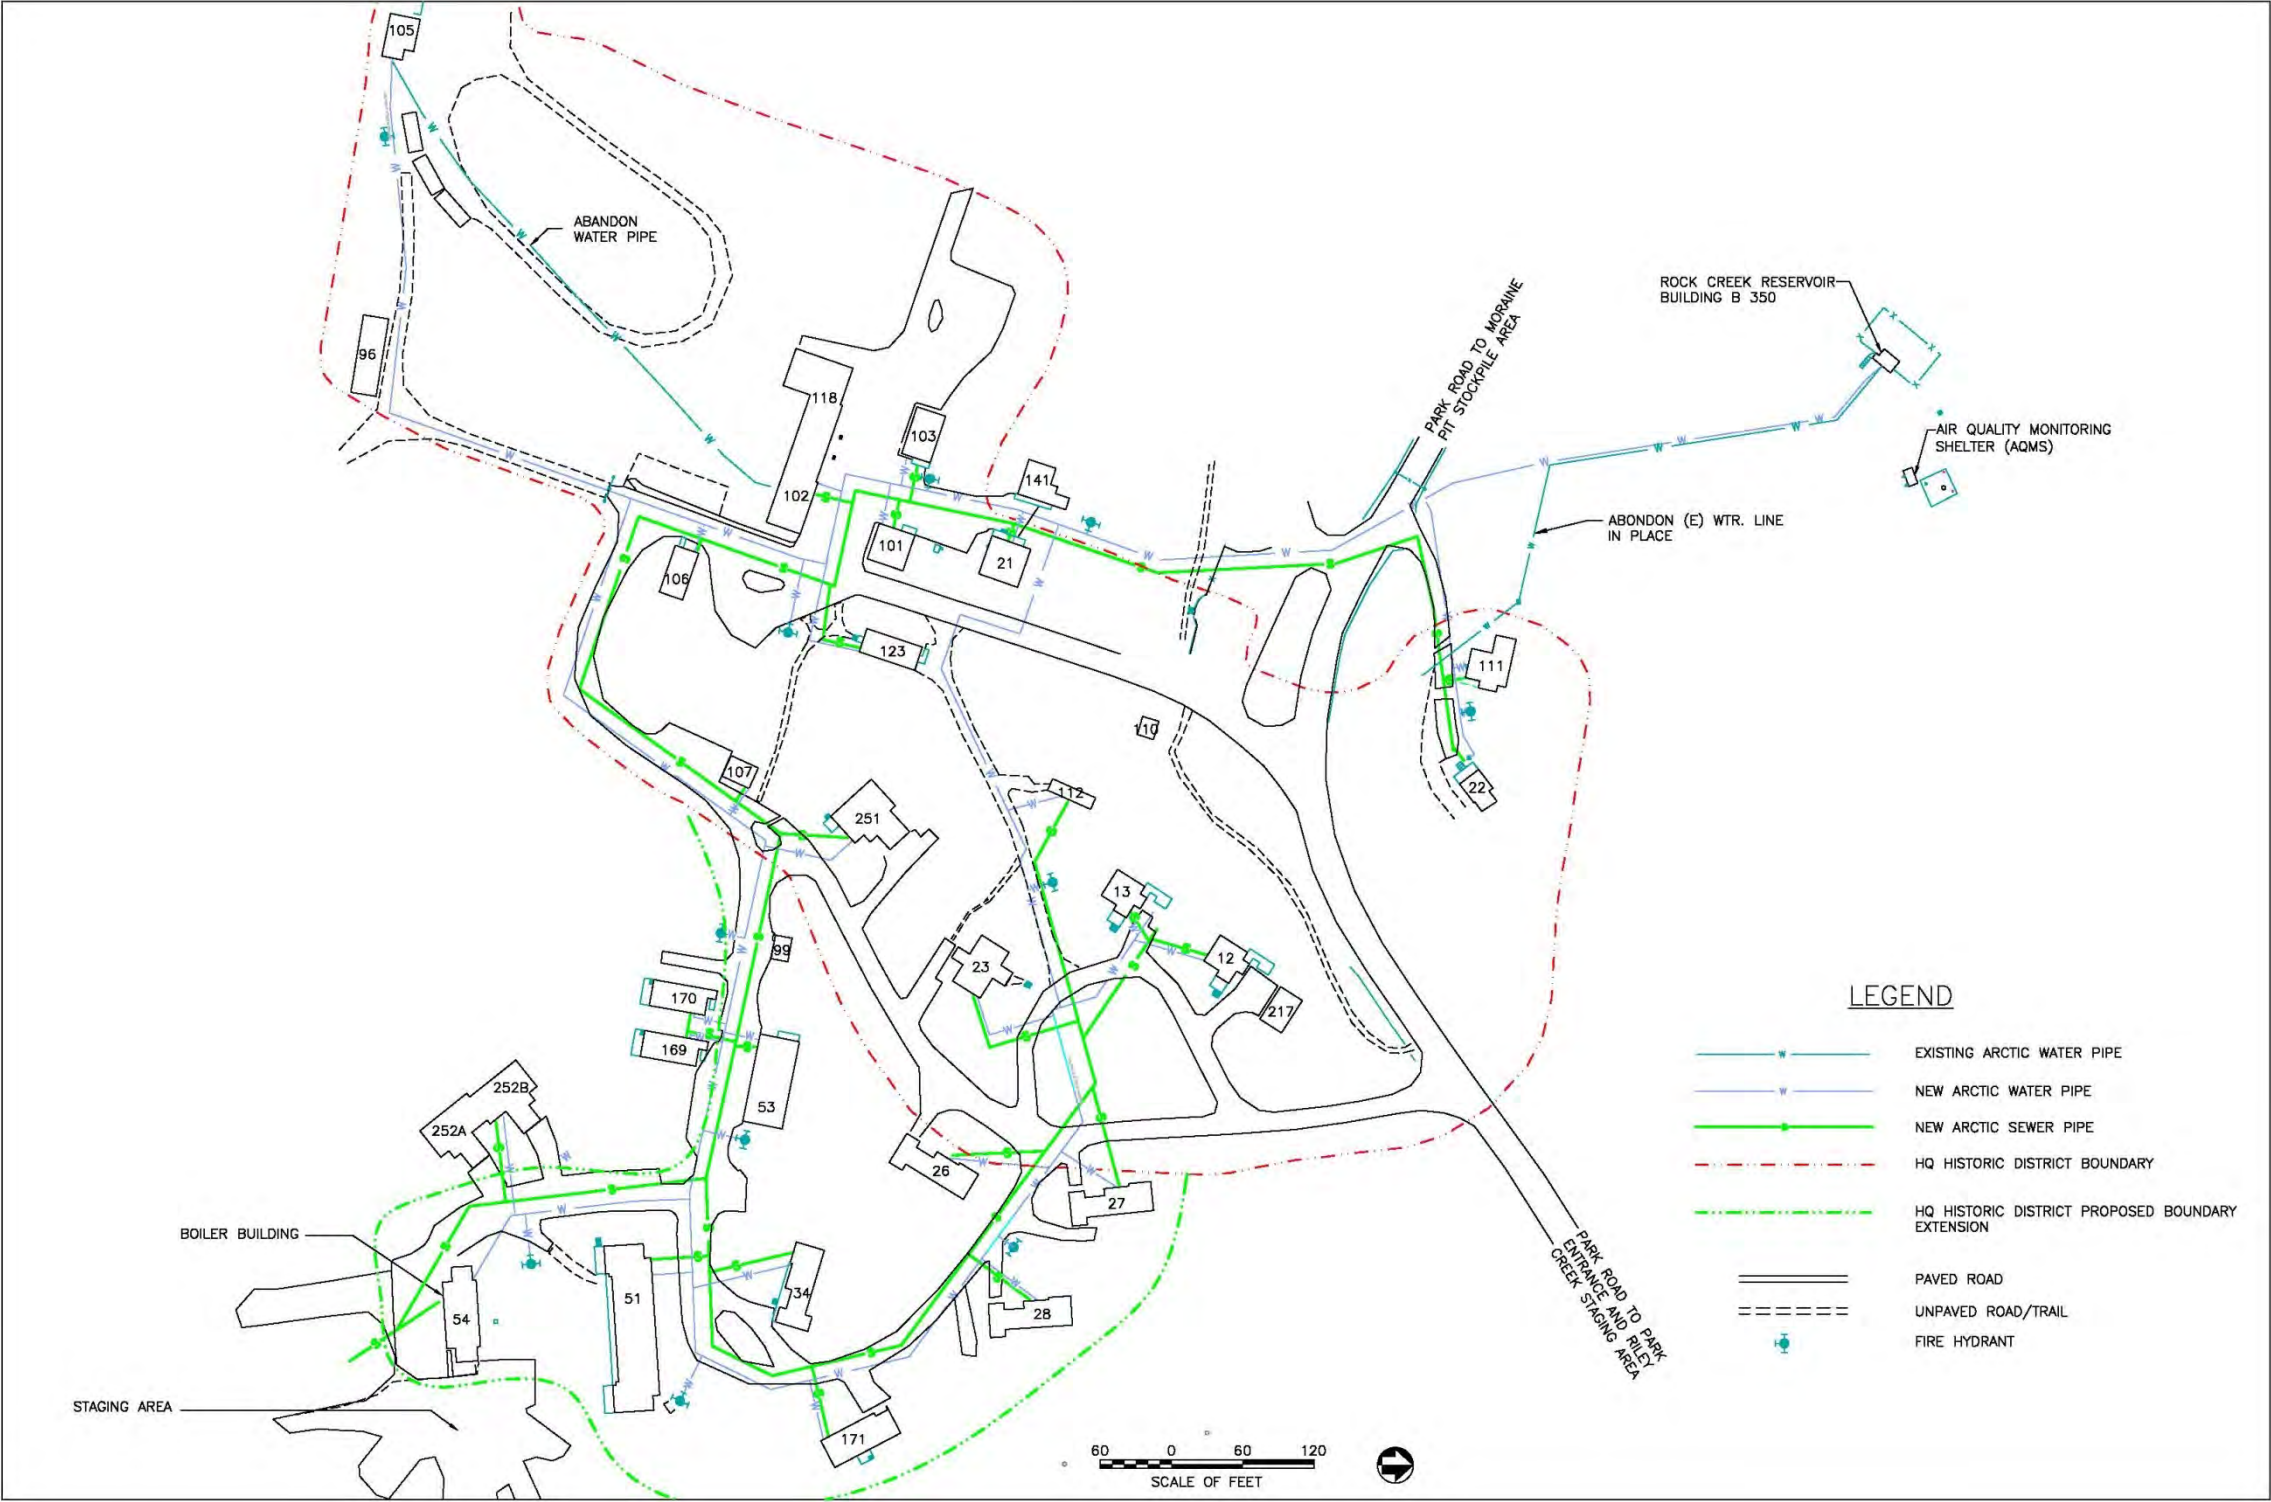 105
ABANDON
WATER PIPE
ROCK CREEK RESERVOIR
BUILDING B 350
PARK ROAD TO MORAINE
PIT STOCKPILE AREA
96
118
103
AIR QUALITY MONITORING
SHELTER (AQMS)
141
102
ABONDON (E) WTR. LINE
IN PLACE
101
21
106
123
111
110
107
22
112
251
13
99
23
12
170
217
LEGEND
169
EXISTING ARCTIC WATER PIPE
252B
NEW ARCTIC WATER PIPE
53
NEW ARCTIC SEWER PIPE
252A
HQ HISTORIC DISTRICT BOUNDARY
26
27
HQ HISTORIC DISTRICT PROPOSED BOUNDARY
EXTENSION
BOILER BUILDING
PARK ROAD TO PARK
ENTRANCE AND RILEY
CREEK STAGING AREA
PAVED ROAD
51
34
28
UNPAVED ROAD/TRAIL
54
FIRE HYDRANT
STAGING AREA
171
60 0 60 120
SCALE OF FEET